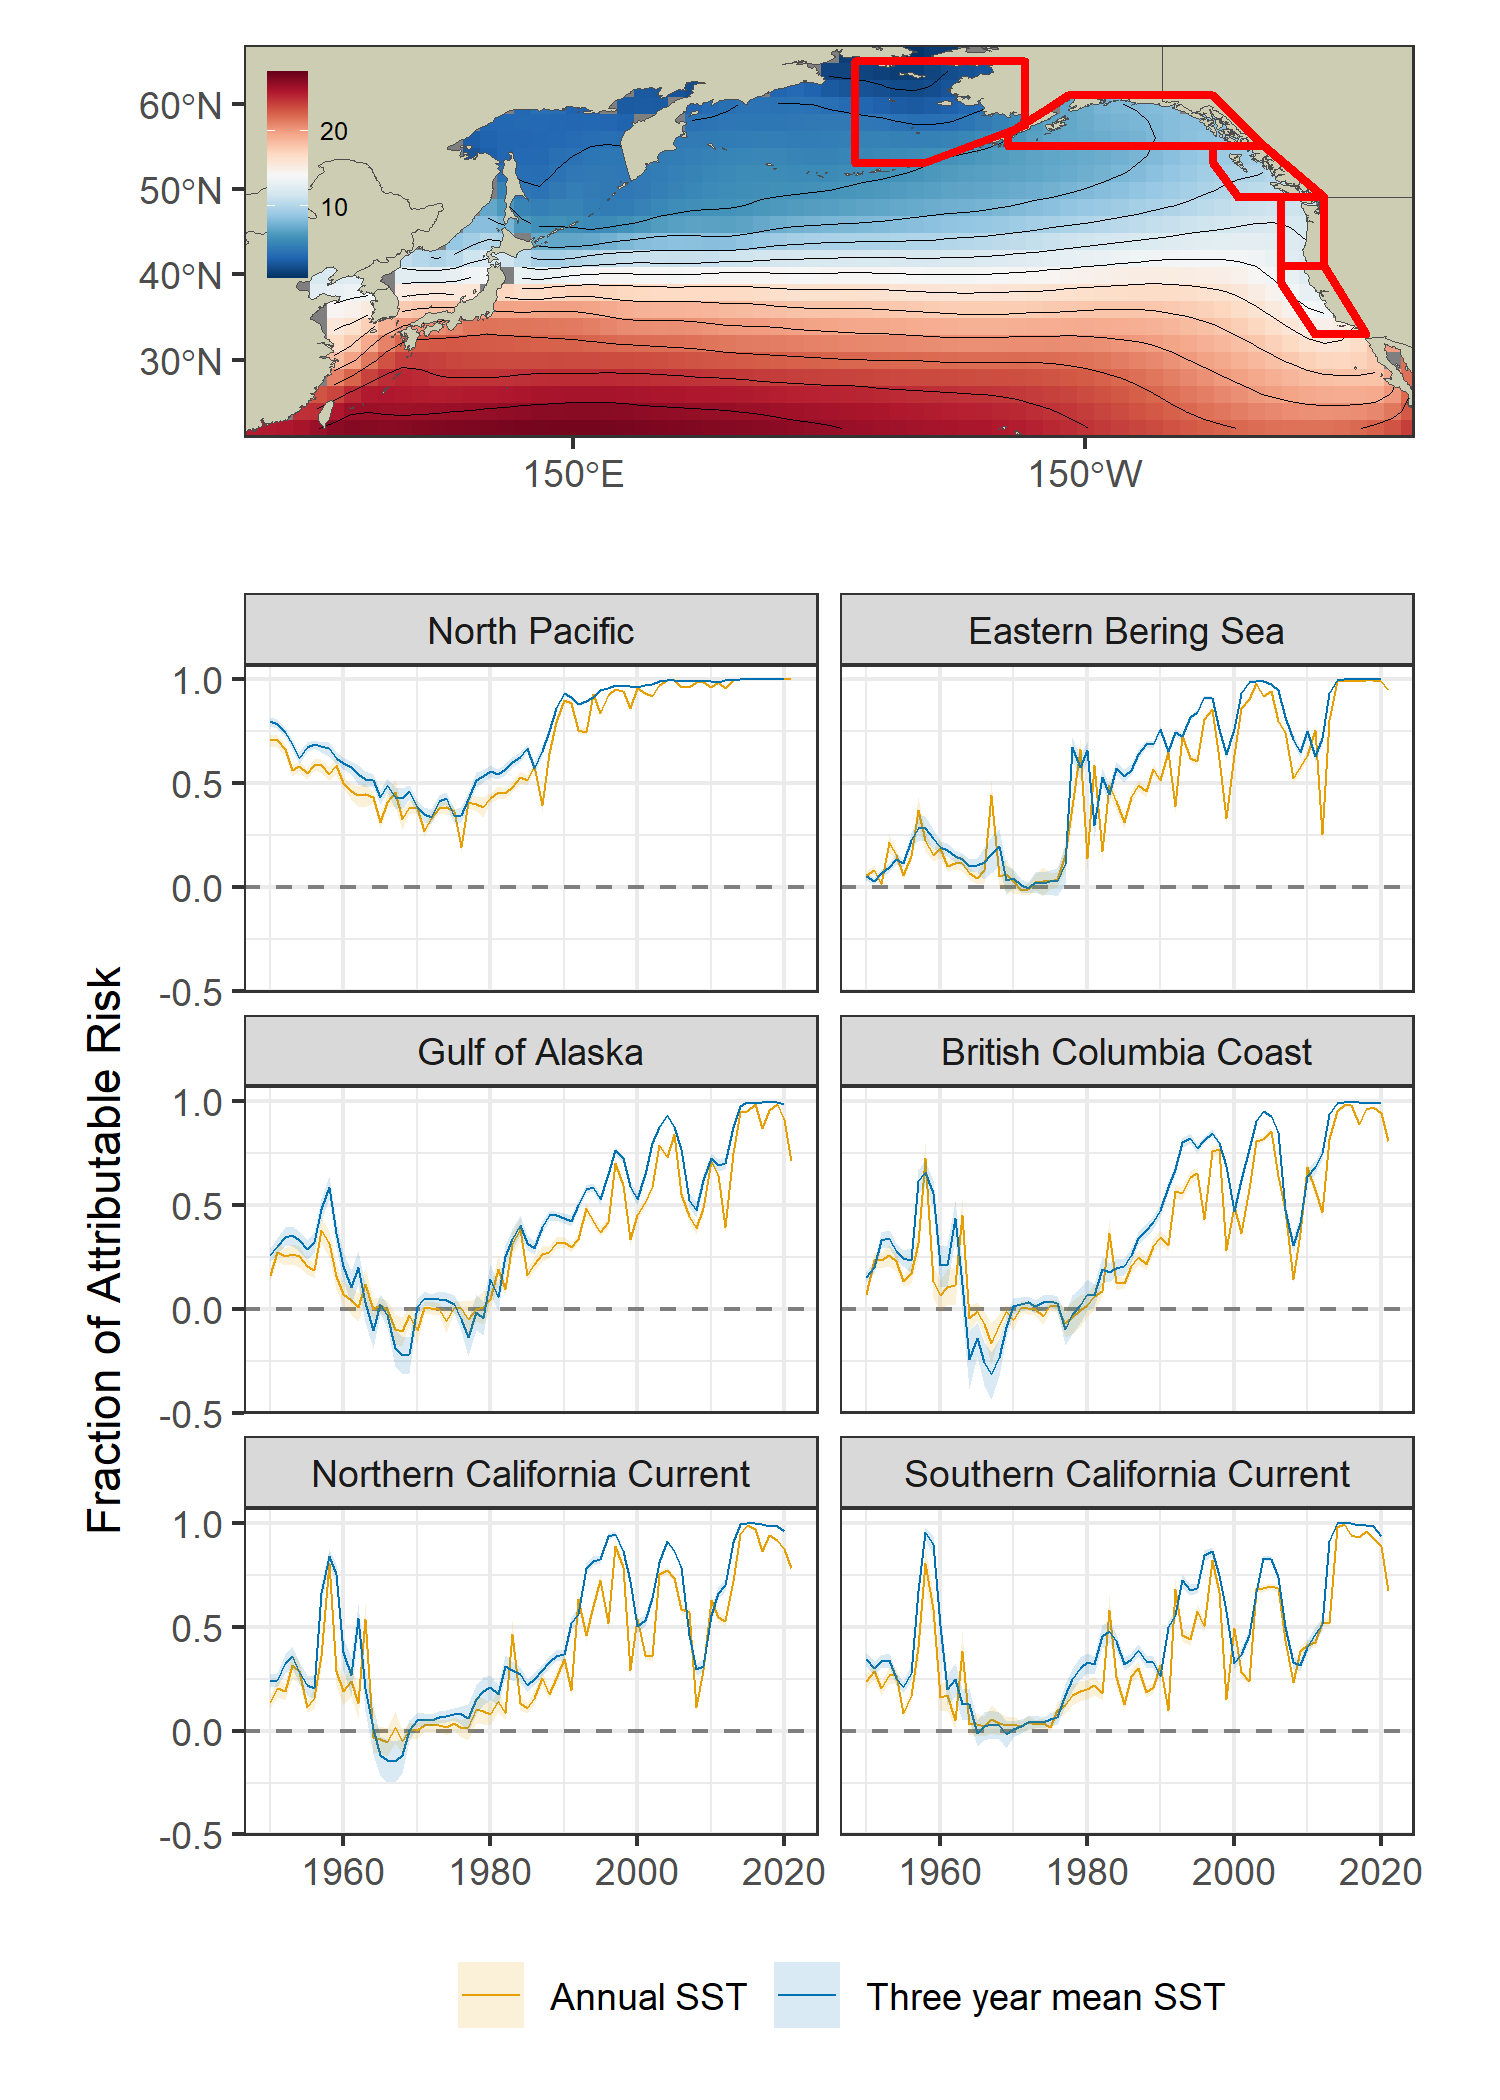 20
10
60°N
50°N
40°N
30°N
150°E
150°W
Fraction of Attributable Risk
North Pacific
Eastern Bering Sea
1.0
0.5
0.0
-0.5
Gulf of Alaska
British Columbia Coast
1.0
0.5
0.0
-0.5
Northern California Current
Southern California Current
1.0
0.5
0.0
-0.5
1960
1980
2000
2020
1960
1980
2000
2020
Annual SST
Three year mean SST